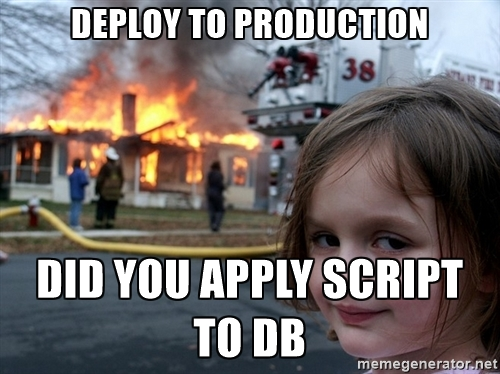 DEPLOY TO PRODUCTION
38
DID YOU APPLY SCRIPT
TO DB
memegenerator.net